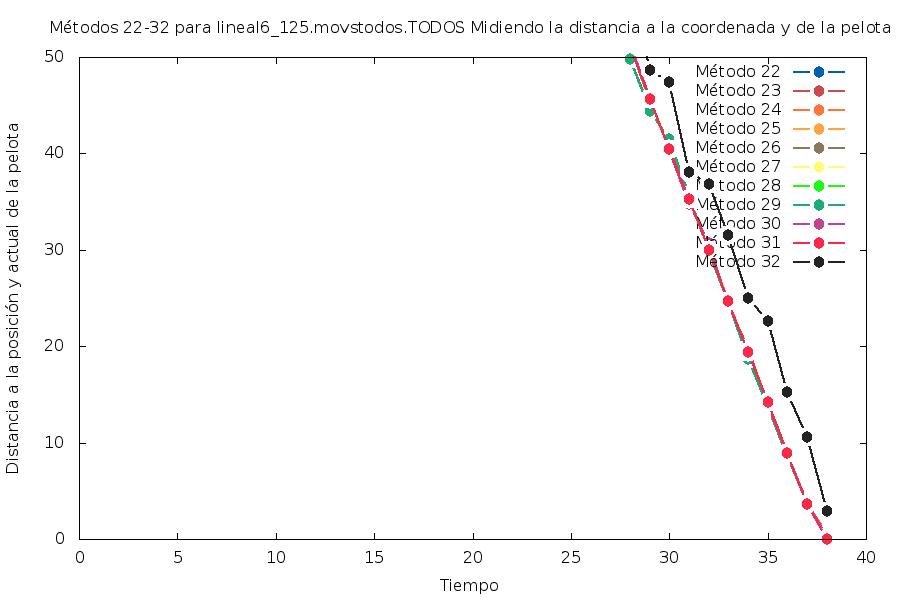 Métodos 22-32 para lineal6_125.movstodos.TODOS Midiendo la distancia a la coordenada y de la pelota
Distancia a la posición y actual de la pelota
50
40
30
20
10
0
Método 22
Método 23
Método 24
Método 25
Método 26
Método 27
Método 28
Método 29
Método 30
Método 31
Método 32
0 5 10 15 20 25 30 35 40
Tiempo